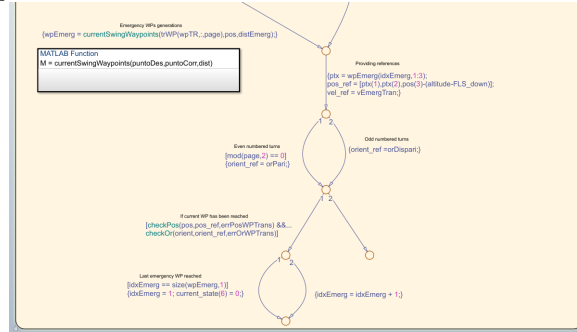 Emergency WPs generations
{wpEmerg = currentSwingWaypoints(trWP(wpTR,:,page),pos,distEmerg);}
MATLAB Function
M = currentSwingWaypoints(puntoDes,puntoCorr,dist)
Providing references
{ptx = wpEmerg(idxEmerg,1:3);
pos_ref = [ptx(1),ptx(2),pos(3)-(altitude-FLS_down)];
vel_ref = vEmergTran;}
1 2
Even numbered turns
[mod(page,2) == 0]
{orient_ref = orPari;}
Odd numbered turns
{orient_ref =orDispari;}
1 2
If current WP has been reached
[checkPos(pos,pos_ref,errPosWPTrans) &&...
checkOr(orient,orient_ref,errOrWPTrans)]
1 2
Last emergency WP reached
[idxEmerg == size(wpEmerg,1)]
{idxEmerg = 1; current_state(6) = 0;}
{idxEmerg = idxEmerg + 1;}